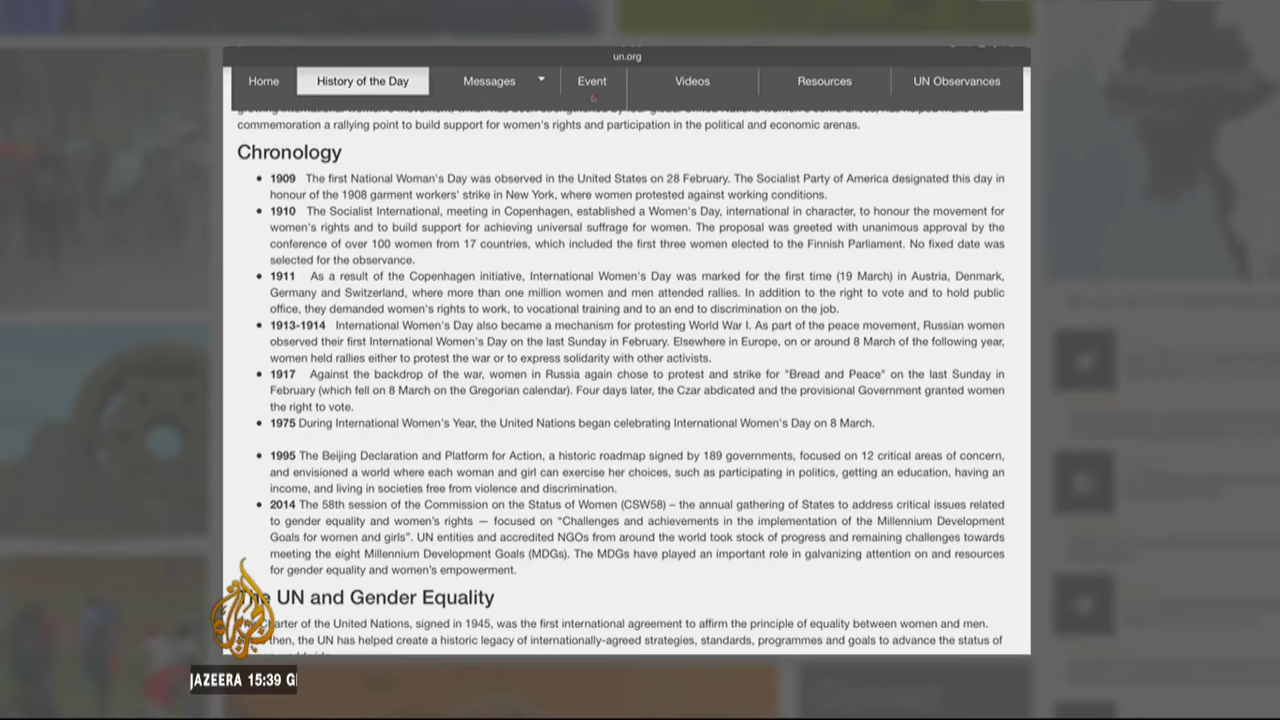 un.org
Home History of the Day Messages Event Videos Resources UN Observances
commemoration a rallying point to build support for women's rights and participation in the political and economic arenas.
Chronology
1909 The first National Woman's Day was observed in the United States on 28 February. The Socialist Party of America designated this day in
honour of the 1908 garment workers' strike in New York, where women protested against working conditions.
1910 The Socialist International, meeting in Copenhagen, established a Women's Day, international in character, to honour the movement for
women's rights and to build support for achieving universal suffrage for women. The proposal was greeted with unanimous approval by the
conference of over 100 women from 17 countries, which included the first three women elected to the Finnish Parliament. No fixed date was
selected for the observance.
1911 As a result of the Copenhagen initiative, International Women's Day was marked for the first time (19 March) in Austria, Denmark,
Germany and Switzerland, where more than one million women and men attended rallies. In addition to the right to vote and to hold public
office, they demanded women's rights to work, to vocational training and to an end to discrimination on the job.
1913-1914 International Women's Day also became a mechanism for protesting World War I. As part of the peace movement, Russian women
observed their first International Women's Day on the last Sunday in February. Elsewhere in Europe, on or around 8 March of the following year,
women held rallies either to protest the war or to express solidarity with other activists.
1917 Against the backdrop of the war, women in Russia again chose to protest and strike for "Bread and Peace" on the last Sunday in
February (which fell on 8 March on the Gregorian calendar). Four days later, the Czar abdicated and the provisional Government granted women
the right to vote.
1975 During International Women's Year, the United Nations began celebrating International Women's Day on 8 March.
1995 The Beijing Declaration and Platform for Action, a historic roadmap signed by 189 governments, focused on 12 critical areas of concern,
and envisioned a world where each woman and girl can exercise her choices, such as participating in politics, getting an education, having an
income, and living in societies free from violence and discrimination.
2014 The 58th session of the Commission on the Status of Women (CSW58) – the annual gathering of States to address critical issues related
to gender equality and women's rights — focused on "Challenges and achievements in the implementation of the Millennium Development
Goals for women and girls". UN entities and accredited NGOs from around the world took stock of progress and remaining challenges towards
meeting the eight Millennium Development Goals (MDGs). The MDGs have played an important role in galvanizing attention on and resources
for gender equality and women's empowerment.
The UN and Gender Equality
arter of the United Nations, signed in 1945, was the first international agreement to affirm the principle of equality between women and men.
hen, the UN has helped create a historic legacy of internationally-agreed strategies, standards, programmes and goals to advance the status of
JAZEERA 15:39 G